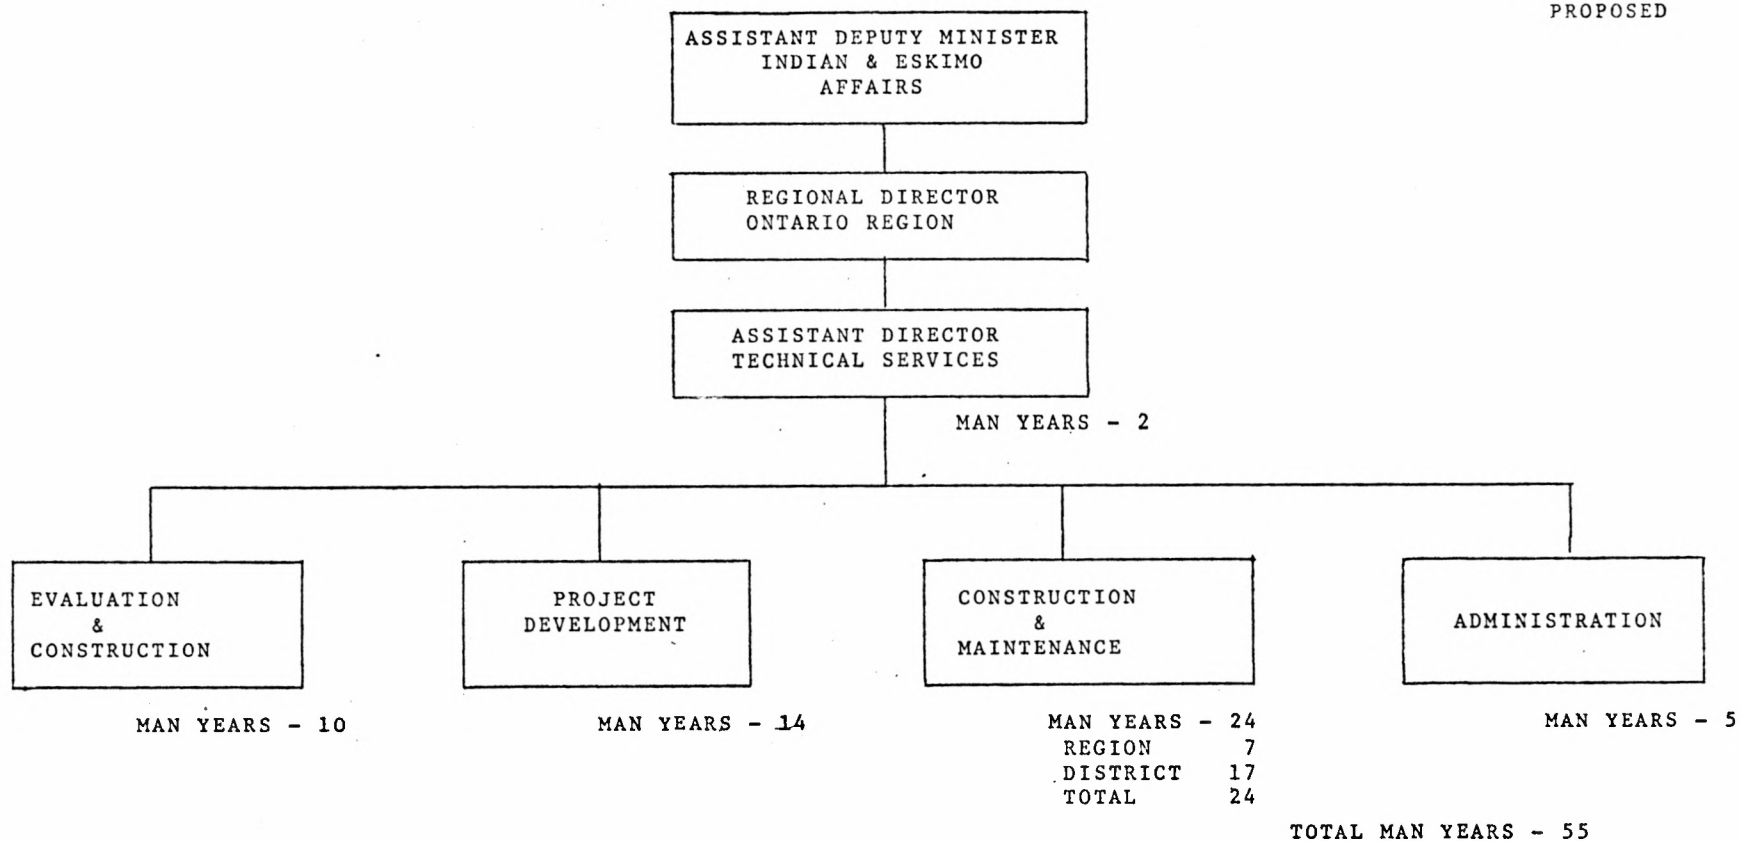 PROPOSED
ASSISTANT DEPUTY MINISTER
INDIAN & ESKIMO
AFFAIRS
REGIONAL DIRECTOR
ONTARIO REGION
ASSISTANT DIRECTOR
TECHNICAL SERVICES
MAN YEARS - 2
EVALUATION
&
CONSTRUCTION
MAN YEARS - 10
PROJECT
DEVELOPMENT
MAN YEARS - 14
CONSTRUCTION
&
MAINTENANCE
MAN YEARS - 24
REGION 7
DISTRICT 17
TOTAL 24
ADMINISTRATION
MAN YEARS - 5
TOTAL MAN YEARS - 55